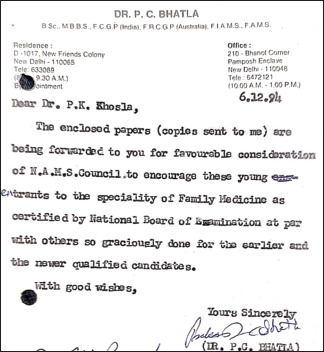 DR. P. C. BHATLA
B Sc., M.B.B.S., F.C.G.P (India), F.R.C.G.P (Australia), F.I.A.M.S., F.A.M.S.
Residence : Office :
D -1017, New Friends Colony 210 - Bhanot Corner
New Delhi - 110065 Pamposh Enclave
Tele: 633089 New Delhi - 110048
9.30 A.M.) Tele : 6472121
(10.00 A.M. - 1.00 P.M.)
6.12.94
Dear Dr. P.K. Khosla,
The enclosed papers (copies sent to me) are
being forwarded to you for favourable consideration
of N.A.M.S.Council, to encourage these young
entrants to the speciality of Family Medicine as
certified by National Board of Examination at par
with others so graciously done for the earlier and
the newer qualified candidates.
With good wishes,
Yours Sincerely
(DR. P.C. BHATLA)